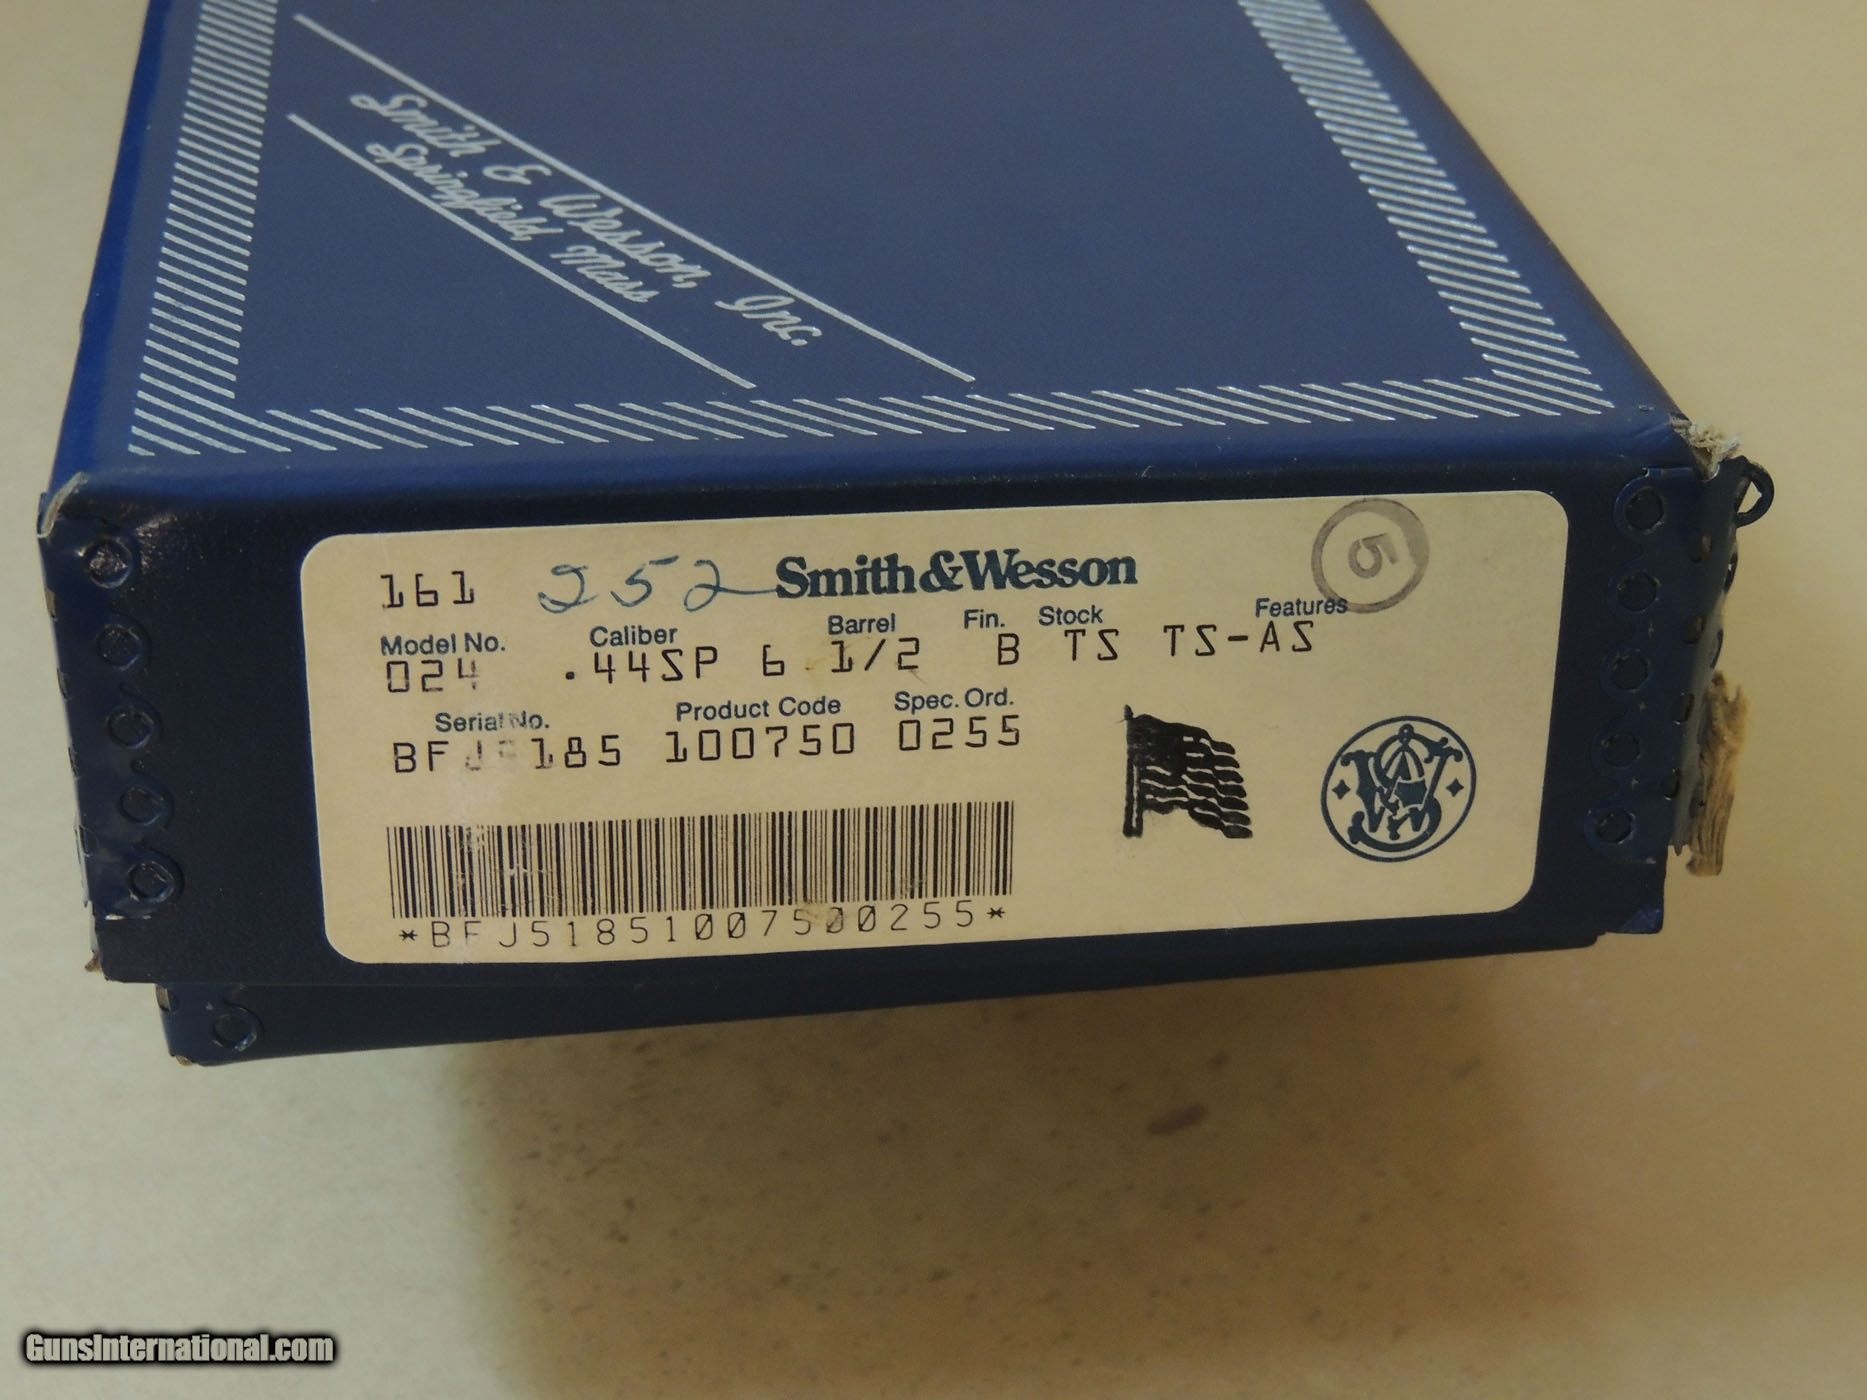 Smith & Wesson, Inc.
Springfield, Mass
161 252 Smith&Wesson 5
Model No. Caliber Barrel Fin. Stock Features
024 .44SP 6 1/2 B TS TS-AS
Serial No. Product Code Spec. Ord.
BFJ5185 100750 0255
*BFJ51851007500255*
GunsInternational.com